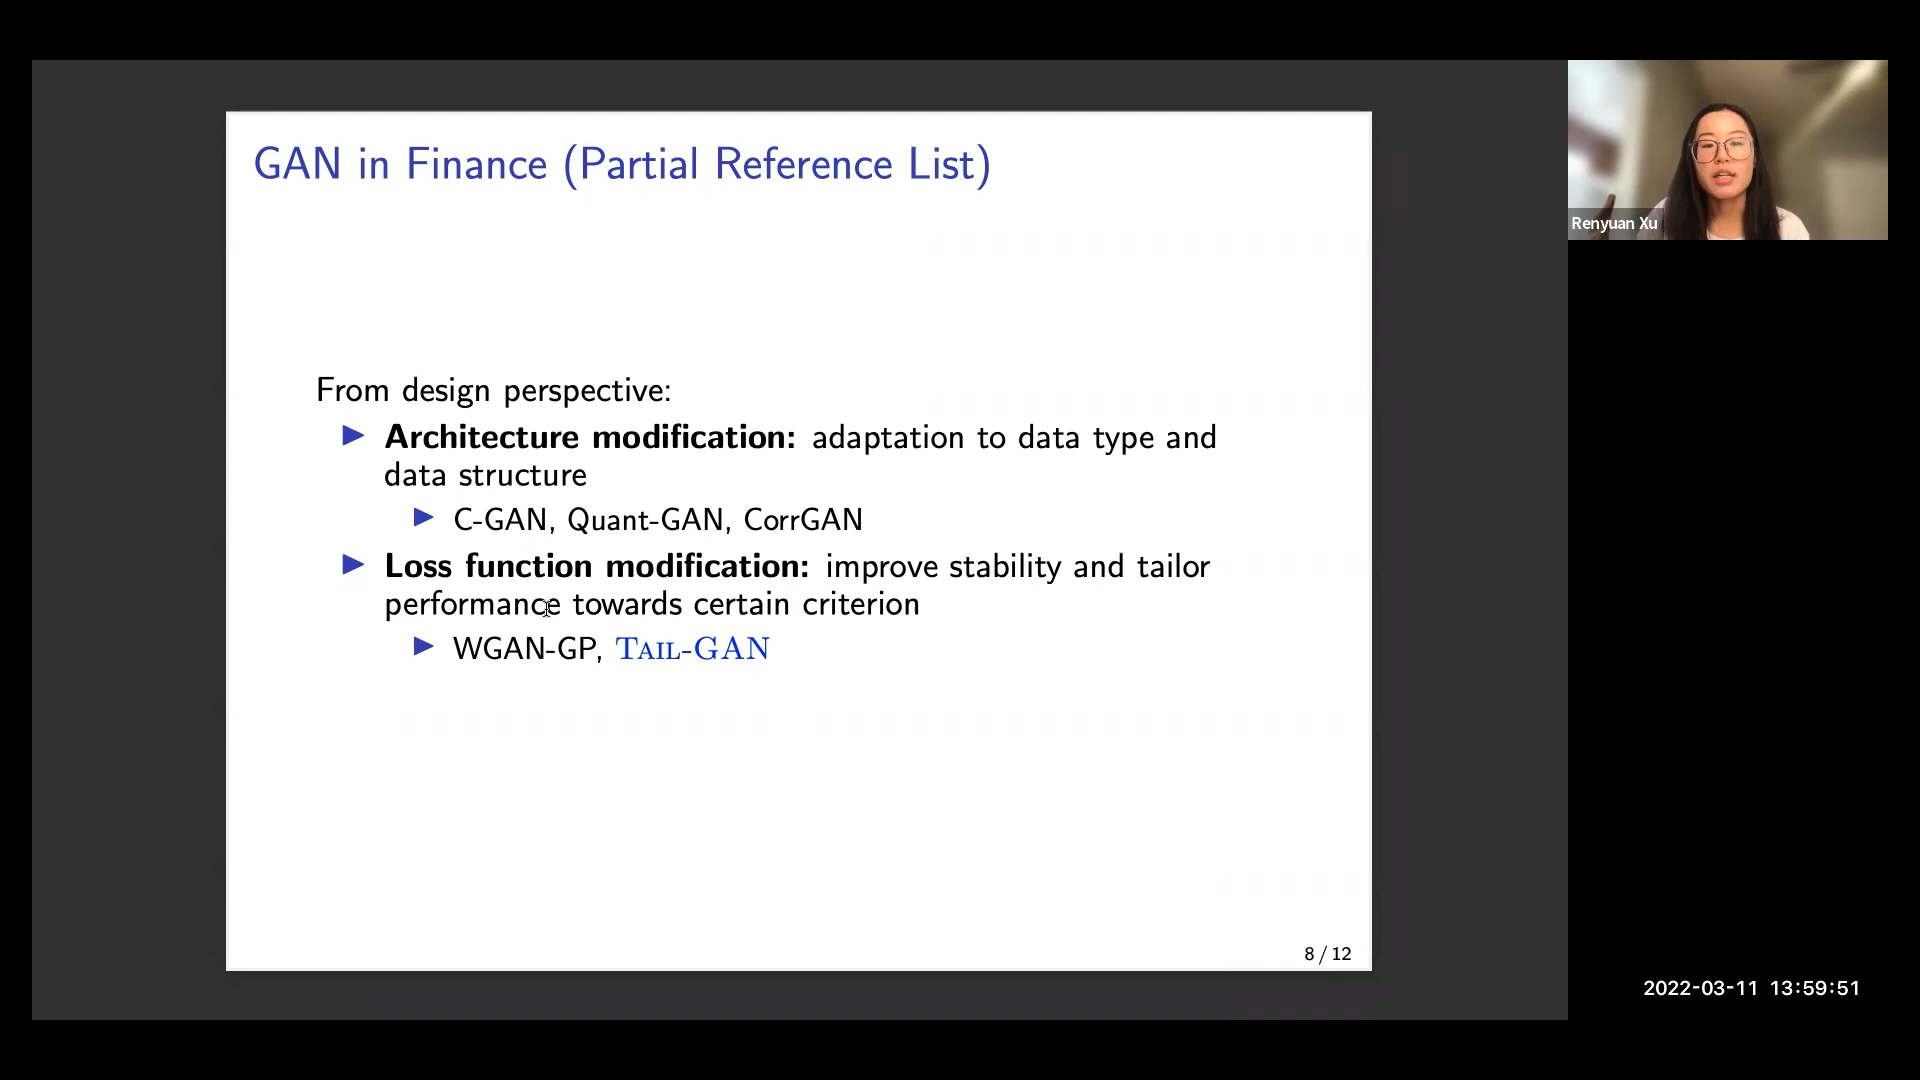 GAN in Finance (Partial Reference List)
Renyuan Xu
From design perspective:
Architecture modification: adaptation to data type and
data structure
C-GAN, Quant-GAN, CorrGAN
Loss function modification: improve stability and tailor
performance towards certain criterion
WGAN-GP, TAIL-GAN
8 / 12
2022-03-11 13:59:51